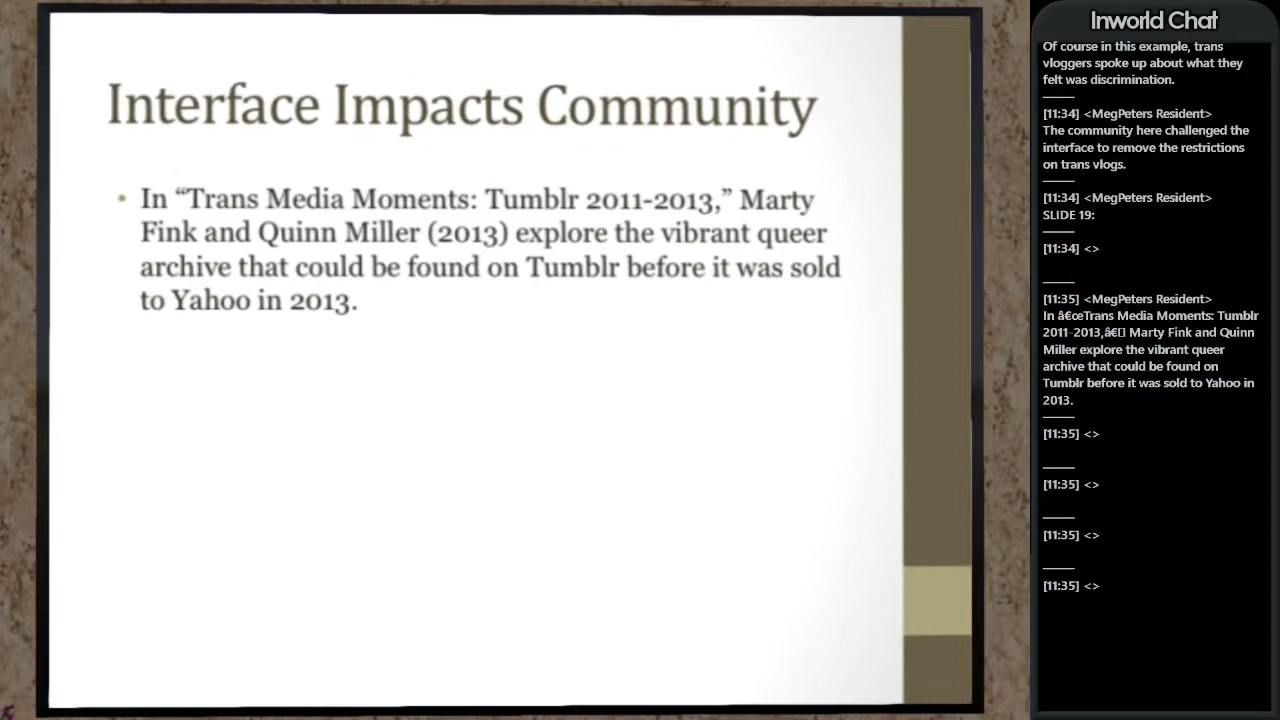 Interface Impacts Community
• In “Trans Media Moments: Tumblr 2011-2013,” Marty
Fink and Quinn Miller (2013) explore the vibrant queer
archive that could be found on Tumblr before it was sold
to Yahoo in 2013.
Inworld Chat
Of course in this example, trans
vloggers spoke up about what they
felt was discrimination.
[11:34] <MegPeters Resident>
The community here challenged the
interface to remove the restrictions
on trans vlogs.
[11:34] <MegPeters Resident>
SLIDE 19:
[11:34] <>
[11:35] <MegPeters Resident>
In â€œTrans Media Moments: Tumblr
2011-2013,â€ Marty Fink and Quinn
Miller explore the vibrant queer
archive that could be found on
Tumblr before it was sold to Yahoo in
2013.
[11:35] <>
[11:35] <>
[11:35] <>
[11:35] <>